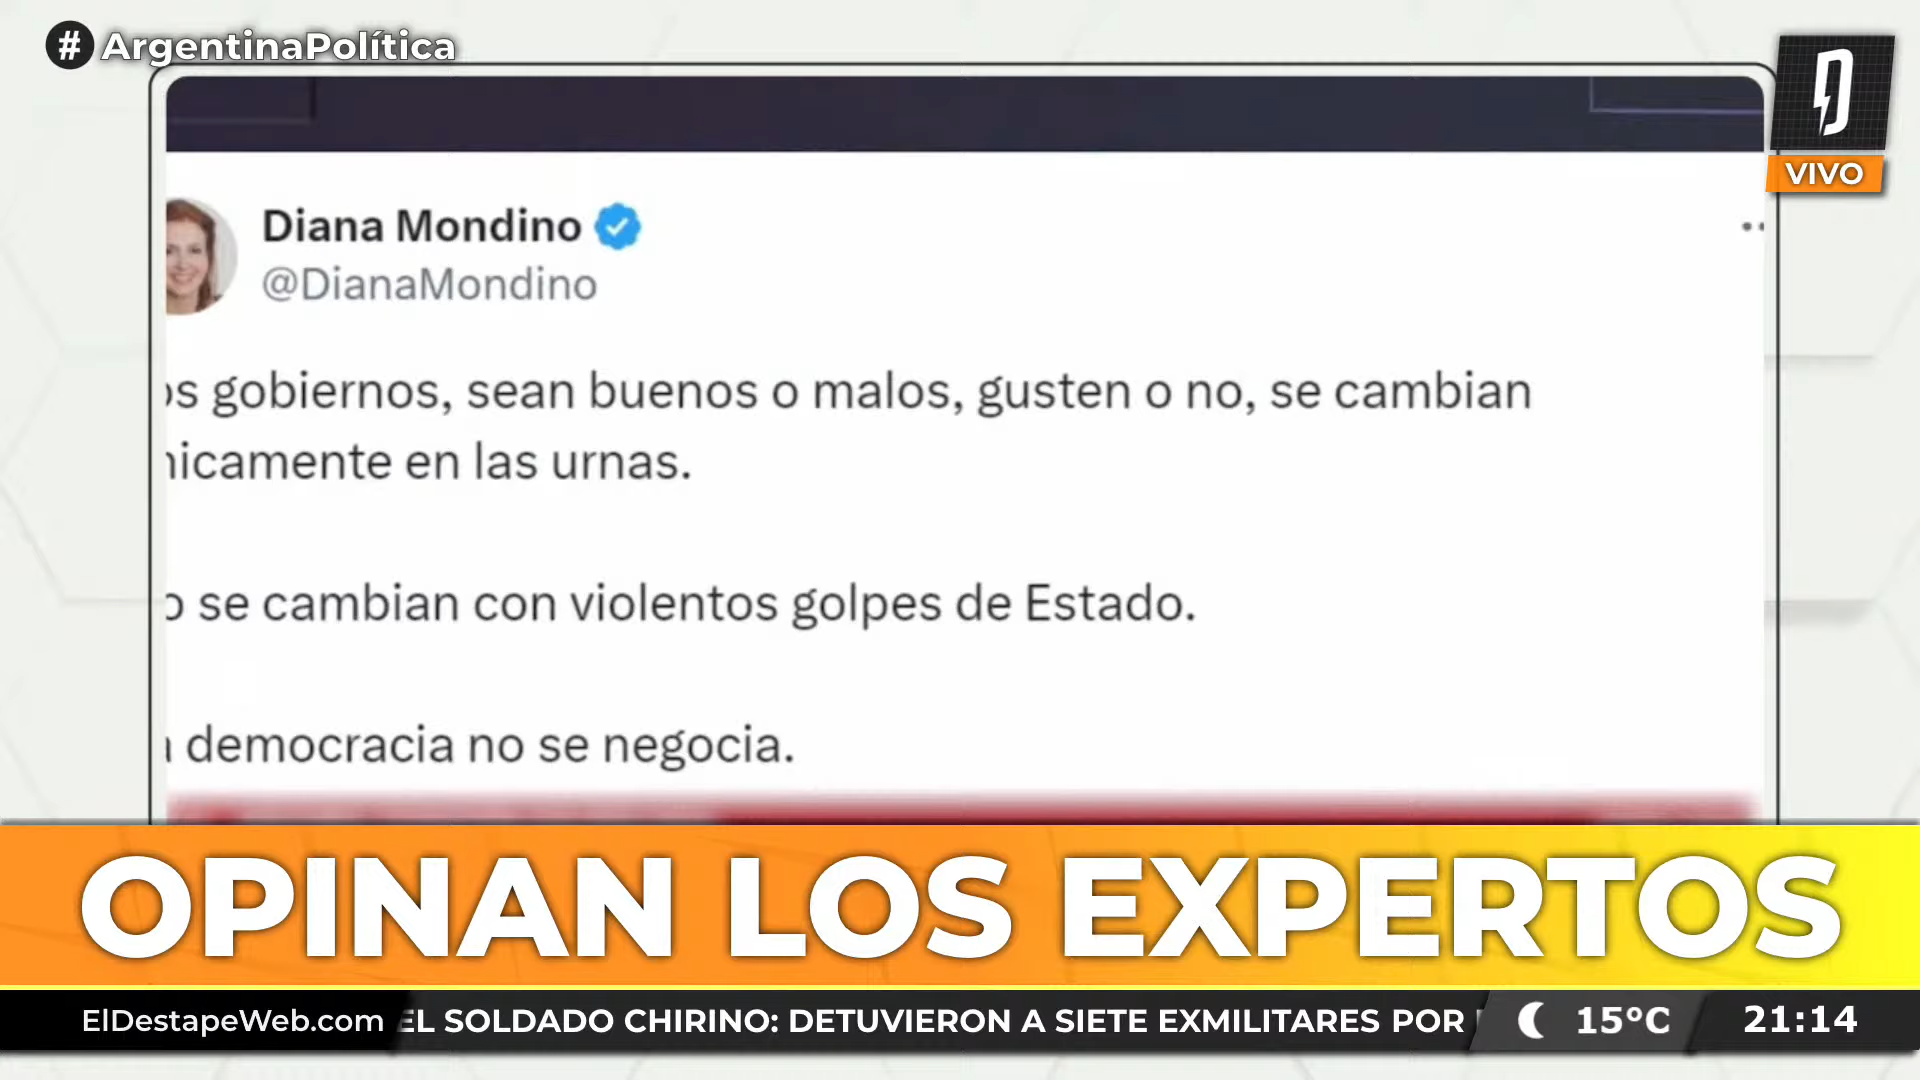 # ArgentinaPolítica
VIVO
Diana Mondino
@DianaMondino
gobiernos, sean buenos o malos, gusten o no, se cambian
en las urnas.
se cambian con violentos golpes de Estado.
democracia no se negocia.
OPINAN LOS EXPERTOS
ElDestapeWeb.com
EL SOLDADO CHIRINO: DETUVIERON A SIETE EXMILITARES POR
15°C
21:14